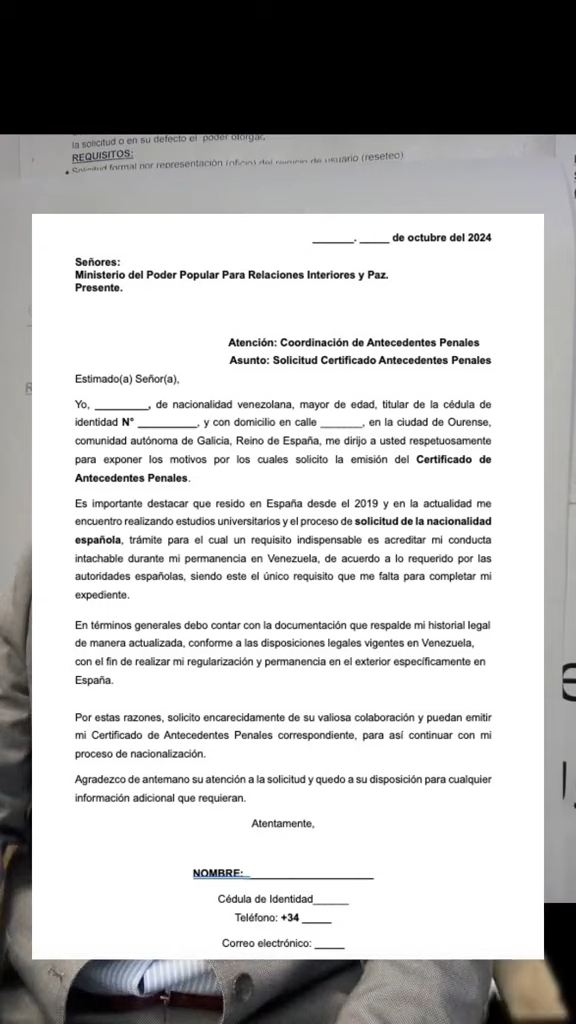 la solicitud o en su defecto el poder otorgar.
REQUISITOS:
• Solicitud formal por representación (oficio) del reinicio de usuario (reseteo)
_______. _____ de octubre del 2024
Señores:
Ministerio del Poder Popular Para Relaciones Interiores y Paz.
Presente.
Atención: Coordinación de Antecedentes Penales
Asunto: Solicitud Certificado Antecedentes Penales
Estimado(a) Señor(a),
Yo, _________, de nacionalidad venezolana, mayor de edad, titular de la cédula de
identidad N° __________, y con domicilio en calle _______, en la ciudad de Ourense,
comunidad autónoma de Galicia, Reino de España, me dirijo a usted respetuosamente
para exponer los motivos por los cuales solicito la emisión del Certificado de
Antecedentes Penales.
Es importante destacar que resido en España desde el 2019 y en la actualidad me
encuentro realizando estudios universitarios y el proceso de solicitud de la nacionalidad
española, trámite para el cual un requisito indispensable es acreditar mi conducta
intachable durante mi permanencia en Venezuela, de acuerdo a lo requerido por las
autoridades españolas, siendo este el único requisito que me falta para completar mi
expediente.
En términos generales debo contar con la documentación que respalde mi historial legal
de manera actualizada, conforme a las disposiciones legales vigentes en Venezuela,
con el fin de realizar mi regularización y permanencia en el exterior específicamente en
España.
Por estas razones, solicito encarecidamente de su valiosa colaboración y puedan emitir
mi Certificado de Antecedentes Penales correspondiente, para así continuar con mi
proceso de nacionalización.
Agradezco de antemano su atención a la solicitud y quedo a su disposición para cualquier
información adicional que requieran.
Atentamente,
NOMBRE:_____________________
Cédula de Identidad______
Teléfono: +34 _____
Correo electrónico: _____